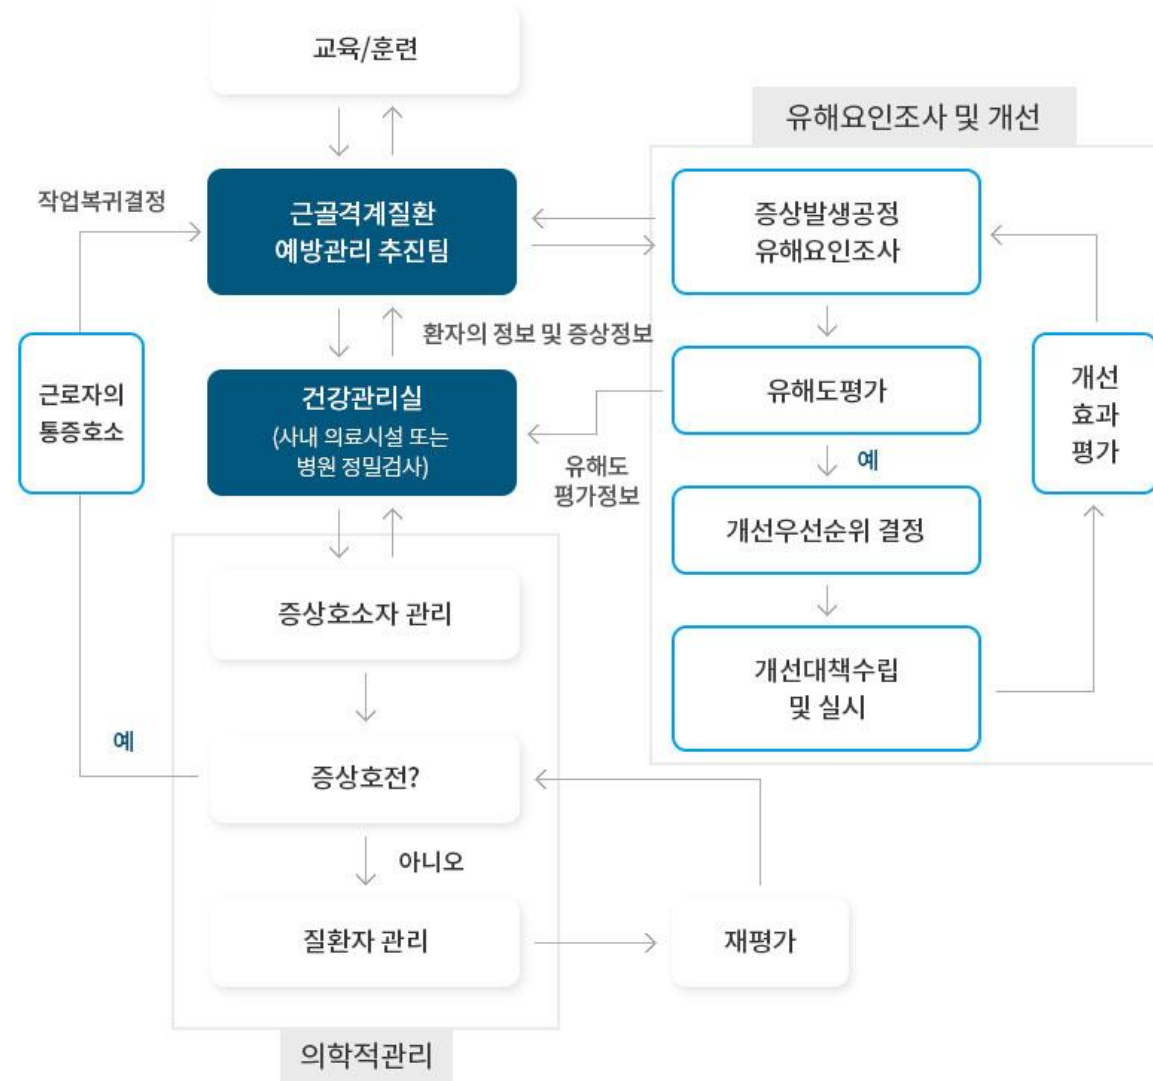 교육/훈련
유해요인조사 및 개선
작업복귀결정
근골격계질환
예방관리 추진팀
증상발생공정
유해요인조사
환자의 정보 및 증상정보
근로자의
통증호소
건강관리실
(사내 의료시설 또는
병원 정밀검사)
유해도평가
개선
효과
평가
유해도
평가정보
예
개선우선순위 결정
증상호소자 관리
개선대책수립
및 실시
예
증상호전?
아니오
질환자 관리
재평가
의학적관리